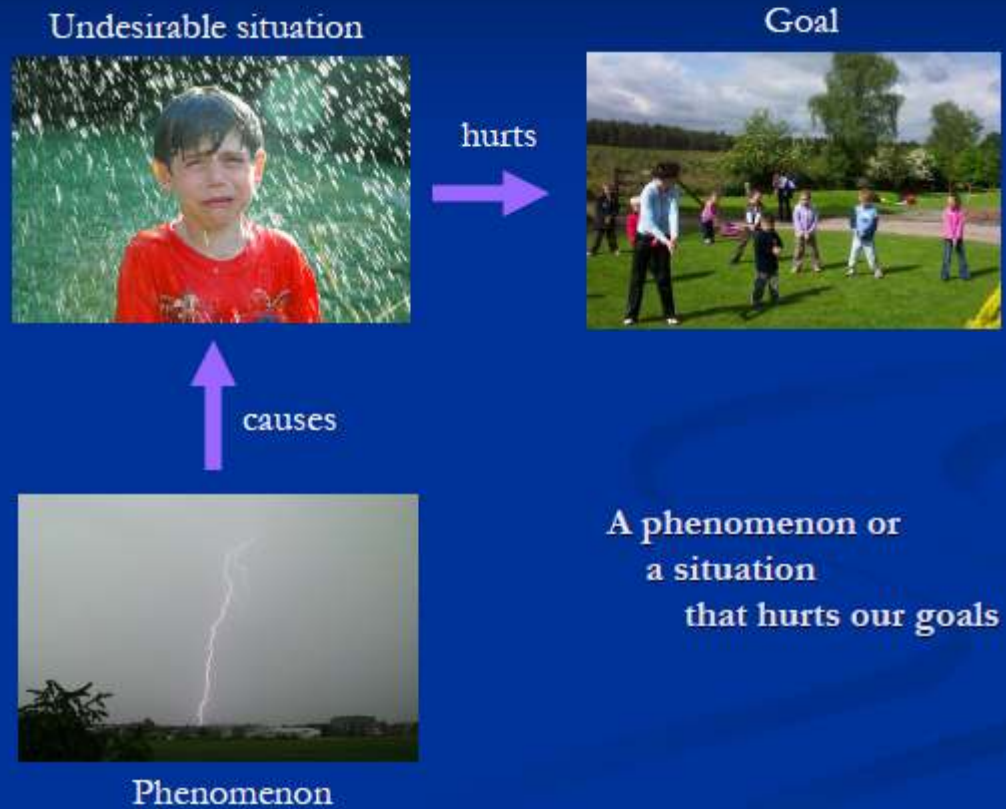 Undesirable situation
Goal
hurts
causes
A phenomenon or
a situation
that hurts our goals
Phenomenon